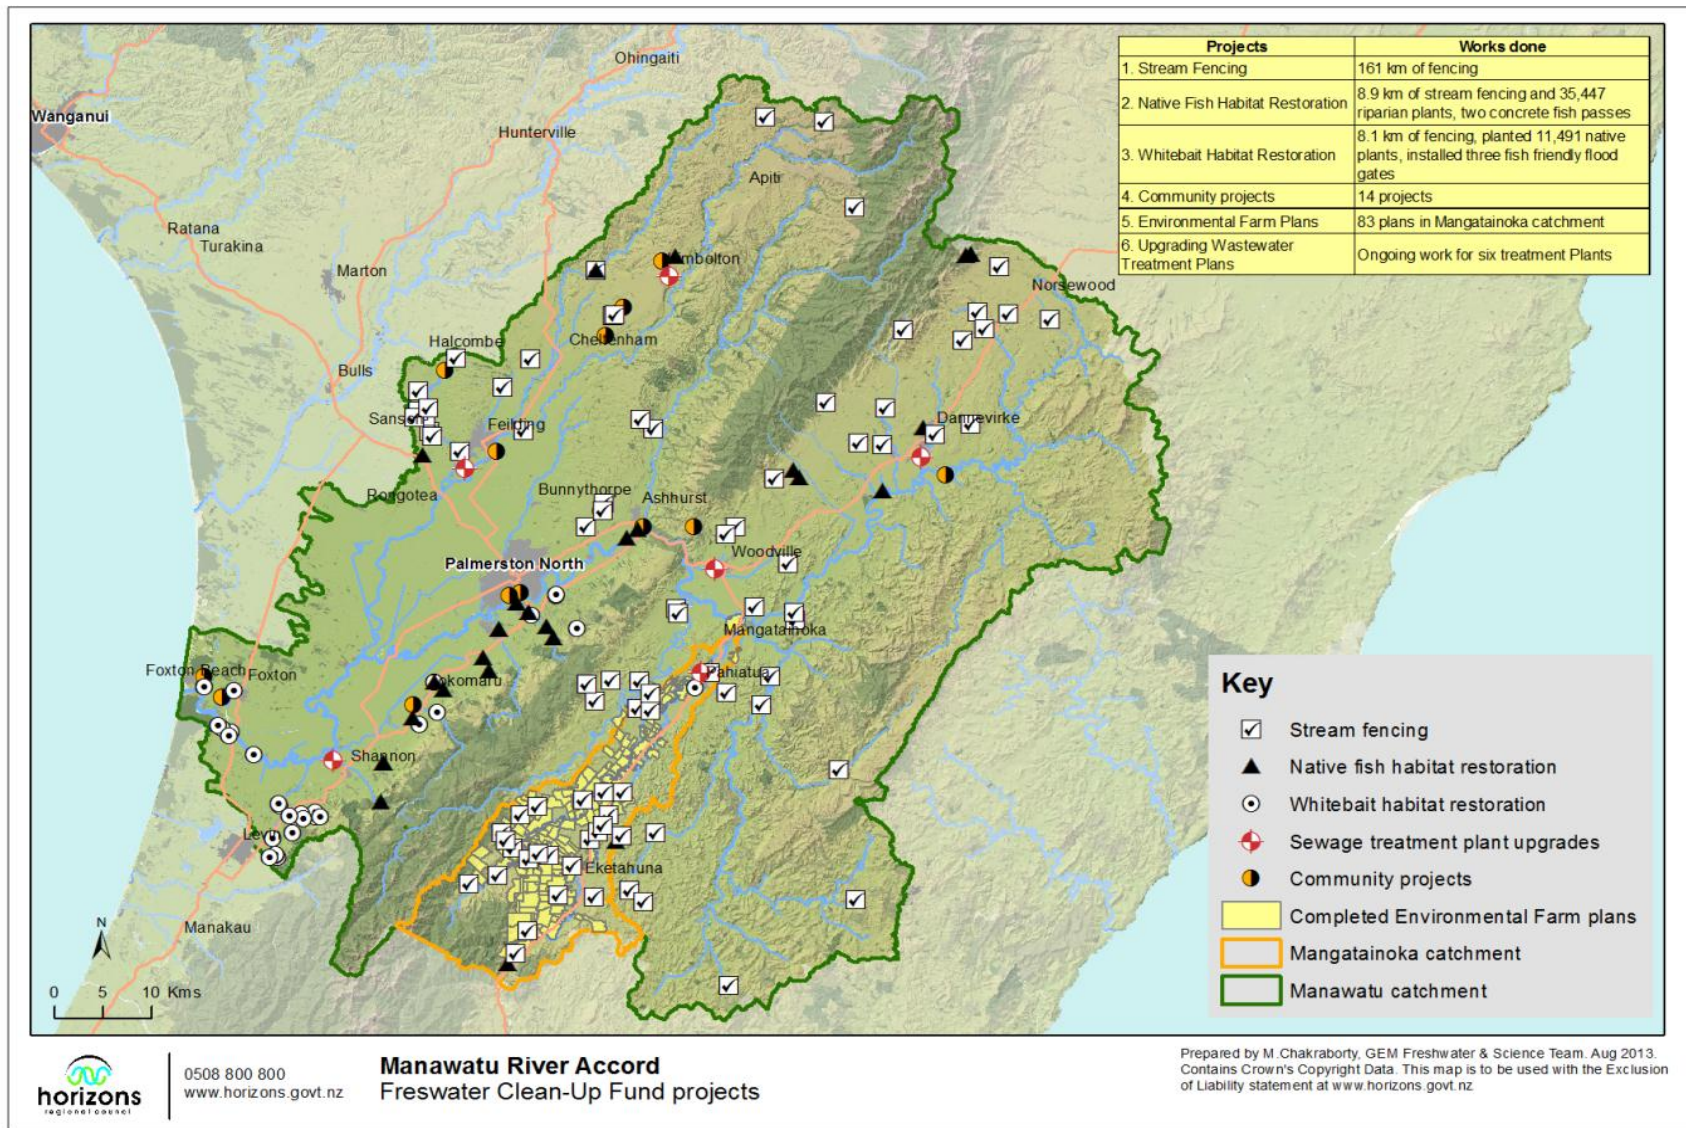 Projects
Works done
1. Stream Fencing
161 km of fencing
2. Native Fish Habitat Restoration
8.9 km of stream fencing and 35,447
riparian plants, two concrete fish passes
3. Whitebait Habitat Restoration
8.1 km of fencing, planted 11,491 native
plants, installed three fish friendly flood
gates
4. Community projects
14 projects
5. Environmental Farm Plans
83 plans in Mangatainoka catchment
6. Upgrading Wastewater
Treatment Plans
Ongoing work for six treatment Plants
Ohingaiti
Wanganui
Hunterville
Apiti
Ratana
Turakina
Marton
Norsewood
Halcombe
Cheltenham
Bulls
Feilding
Dannevirke
Rongotea
Bunnythorpe
Ashhurst
Woodville
Palmerston North
Mangatainoka
Foxton Beach
Foxton
Pahiatua
Shannon
Levin
Eketahuna
Manakau
N
0 5 10 Kms
Key
Stream fencing
Native fish habitat restoration
Whitebait habitat restoration
Sewage treatment plant upgrades
Community projects
Completed Environmental Farm plans
Mangatainoka catchment
Manawatu catchment
horizons
regional council
0508 800 800
www.horizons.govt.nz
Manawatu River Accord
Freswater Clean-Up Fund projects
Prepared by M.Chakraborty, GEM Freshwater & Science Team. Aug 2013.
Contains Crown's Copyright Data. This map is to be used with the Exclusion
of Liability statement at www.horizons.govt.nz